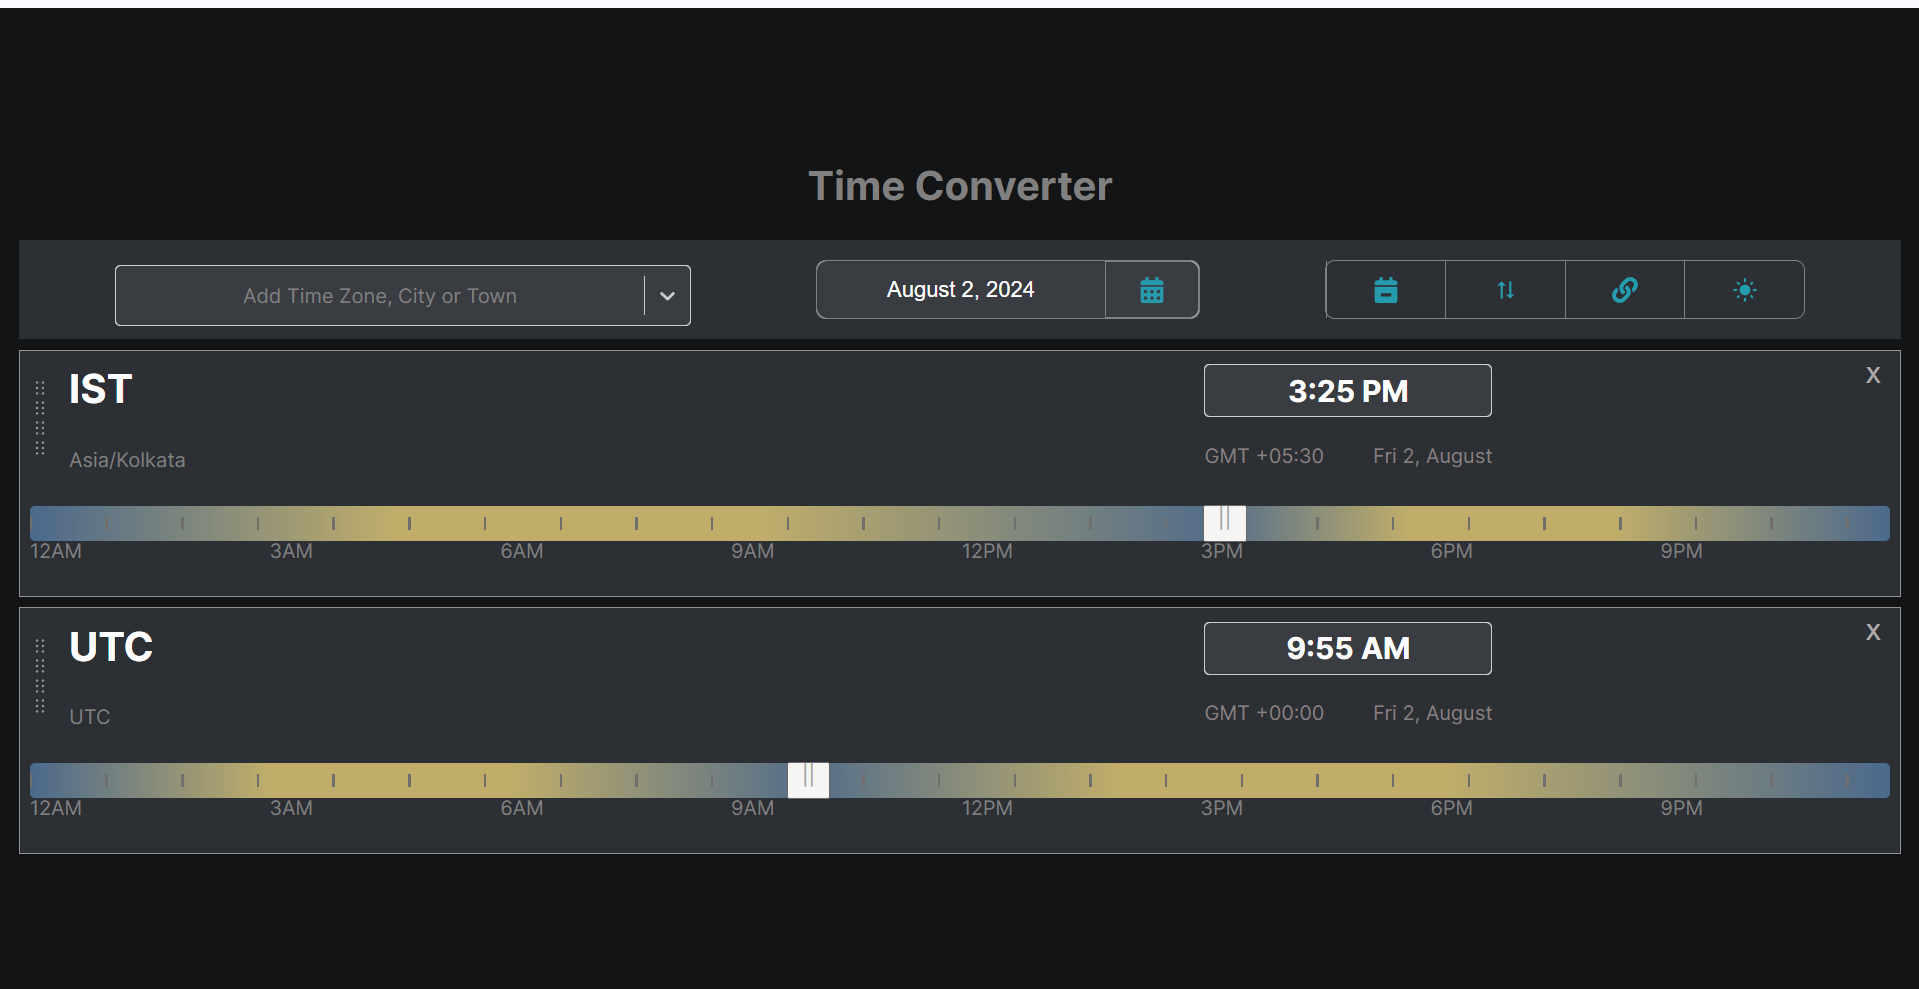 Time Converter
Add Time Zone, City or Town
August 2, 2024
IST
3:25 PM
X
Asia/Kolkata
GMT +05:30
Fri 2, August
12AM 3AM 6AM 9AM 12PM 3PM 6PM 9PM
UTC
9:55 AM
X
UTC
GMT +00:00
Fri 2, August
12AM 3AM 6AM 9AM 12PM 3PM 6PM 9PM